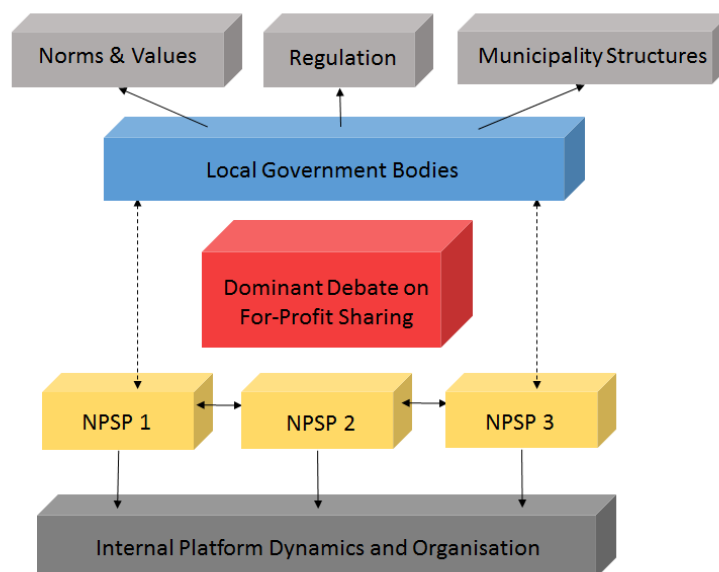 Norms & Values
Regulation
Municipality Structures
Local Government Bodies
Dominant Debate on
For-Profit Sharing
NPSP 1
NPSP 2
NPSP 3
Internal Platform Dynamics and Organisation